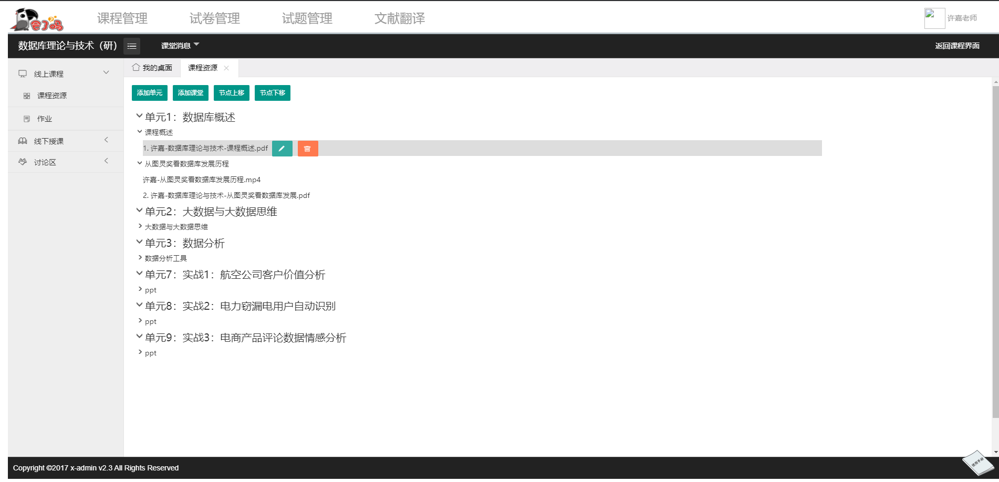 会了吗
课程管理 试卷管理 试题管理 文献翻译 许嘉老师
数据库理论与技术（研） 课堂消息 返回课程界面
线上课程
课程资源
作业
线下授课
讨论区
我的桌面 课程资源
添加单元 添加课堂 节点上移 节点下移
单元1：数据库概述
课程概述
1. 许嘉-数据库理论与技术-课程概述.pdf
从图灵奖看数据库发展历程
许嘉-从图灵奖看数据库发展历程.mp4
2. 许嘉-数据库理论与技术-从图灵奖看数据库发展.pdf
单元2：大数据与大数据思维
大数据与大数据思维
单元3：数据分析
数据分析工具
单元7：实战1：航空公司客户价值分析
ppt
单元8：实战2：电力窃漏电用户自动识别
ppt
单元9：实战3：电商产品评论数据情感分析
ppt
使用手册
Copyright ©2017 x-admin v2.3 All Rights Reserved